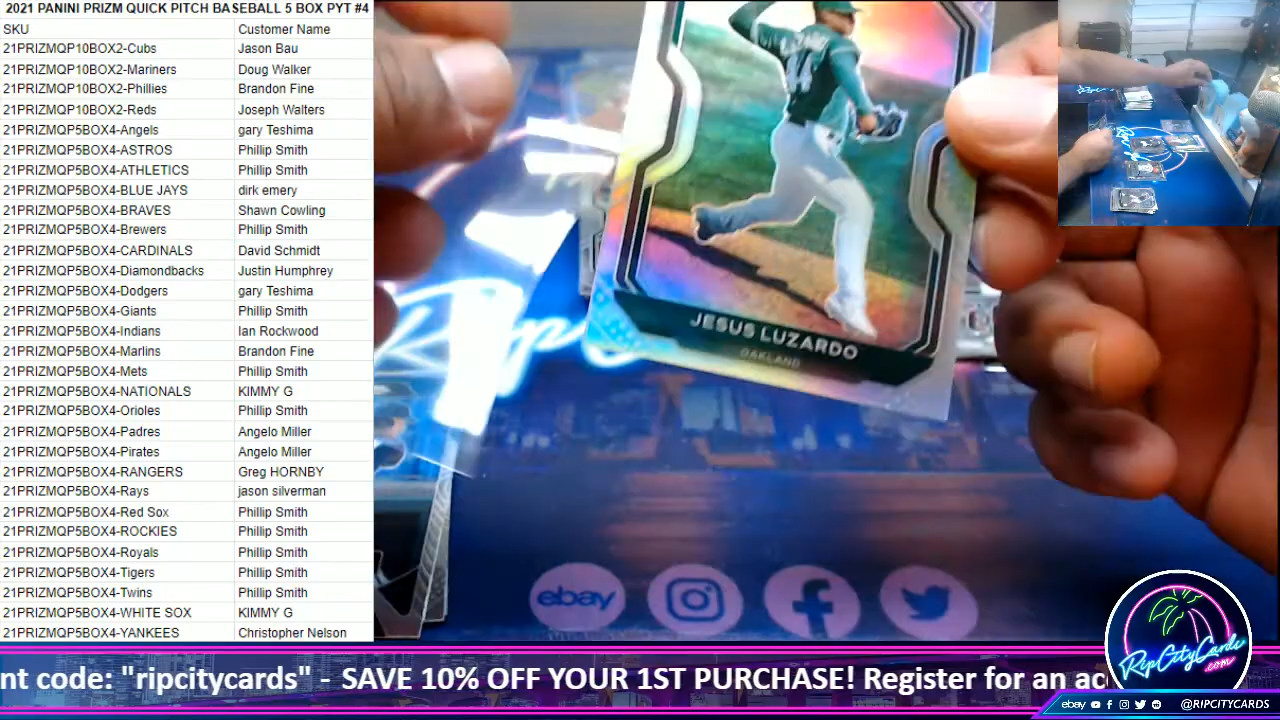 2021 PANINI PRIZM QUICK PITCH BASEBALL 5 BOX PYT #4
SKU Customer Name
21PRIZMQP10BOX2-Cubs Jason Bau
21PRIZMQP10BOX2-Mariners Doug Walker
21PRIZMQP10BOX2-Phillies Brandon Fine
21PRIZMQP10BOX2-Reds Joseph Walters
21PRIZMQP5BOX4-Angels gary Teshima
21PRIZMQP5BOX4-ASTROS Phillip Smith
21PRIZMQP5BOX4-ATHLETICS Phillip Smith
21PRIZMQP5BOX4-BLUE JAYS dirk emery
21PRIZMQP5BOX4-BRAVES Shawn Cowling
21PRIZMQP5BOX4-Brewers Phillip Smith
21PRIZMQP5BOX4-CARDINALS David Schmidt
21PRIZMQP5BOX4-Diamondbacks Justin Humphrey
21PRIZMQP5BOX4-Dodgers gary Teshima
21PRIZMQP5BOX4-Giants Phillip Smith
21PRIZMQP5BOX4-Indians Ian Rockwood
21PRIZMQP5BOX4-Marlins Brandon Fine
21PRIZMQP5BOX4-Mets Phillip Smith
21PRIZMQP5BOX4-NATIONALS KIMMY G
21PRIZMQP5BOX4-Orioles Phillip Smith
21PRIZMQP5BOX4-Padres Angelo Miller
21PRIZMQP5BOX4-Pirates Angelo Miller
21PRIZMQP5BOX4-RANGERS Greg HORNBY
21PRIZMQP5BOX4-Rays jason silverman
21PRIZMQP5BOX4-Red Sox Phillip Smith
21PRIZMQP5BOX4-ROCKIES Phillip Smith
21PRIZMQP5BOX4-Royals Phillip Smith
21PRIZMQP5BOX4-Tigers Phillip Smith
21PRIZMQP5BOX4-Twins Phillip Smith
21PRIZMQP5BOX4-WHITE SOX KIMMY G
21PRIZMQP5BOX4-YANKEES Christopher Nelson
44
JESUS LUZARDO
OAKLAND
ebay
nt code: "ripcitycards" - SAVE 10% OFF YOUR 1ST PURCHASE! Register for an acc
RipCityCards
.com
ebay @RIPCITYCARDS